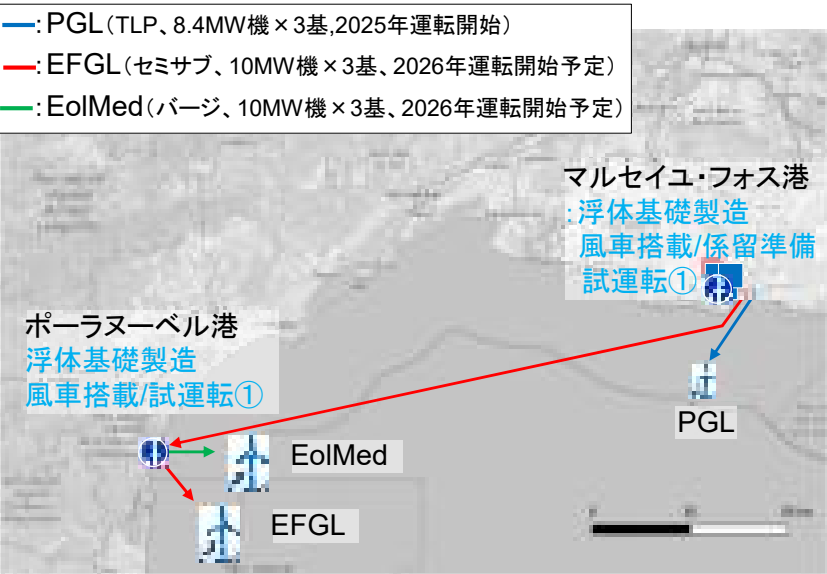 :PGL(TLP、8.4MW機×3基,2025年運転開始)
:EFGL(セミサブ、10MW機×3基、2026年運転開始予定)
:EolMed(バージ、10MW機×3基、2026年運転開始予定)
マルセイユ・フォス港
:浮体基礎製造
風車搭載/係留準備
試運転①
ポーラヌーベル港
浮体基礎製造
風車搭載/試運転①
PGL
EolMed
EFGL